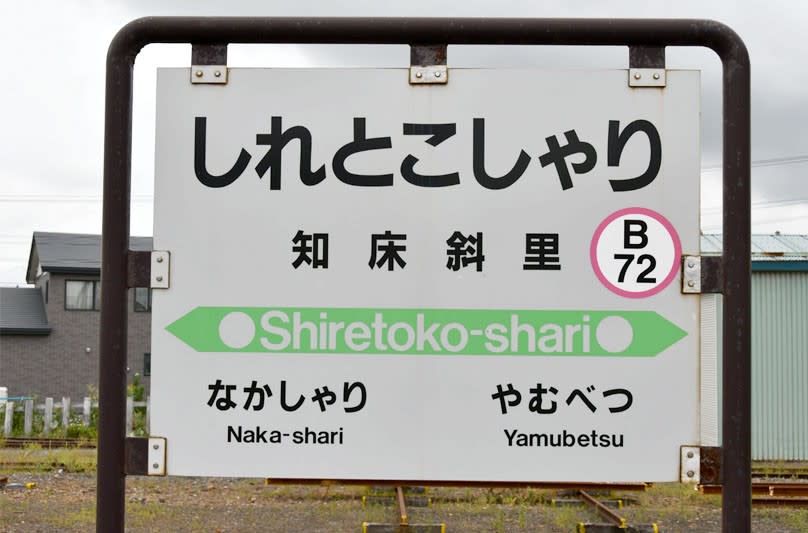 しれとこしゃり
知床斜里
B
72
Shiretoko-shari
なかしゃり
Naka-shari
やむべつ
Yamubetsu